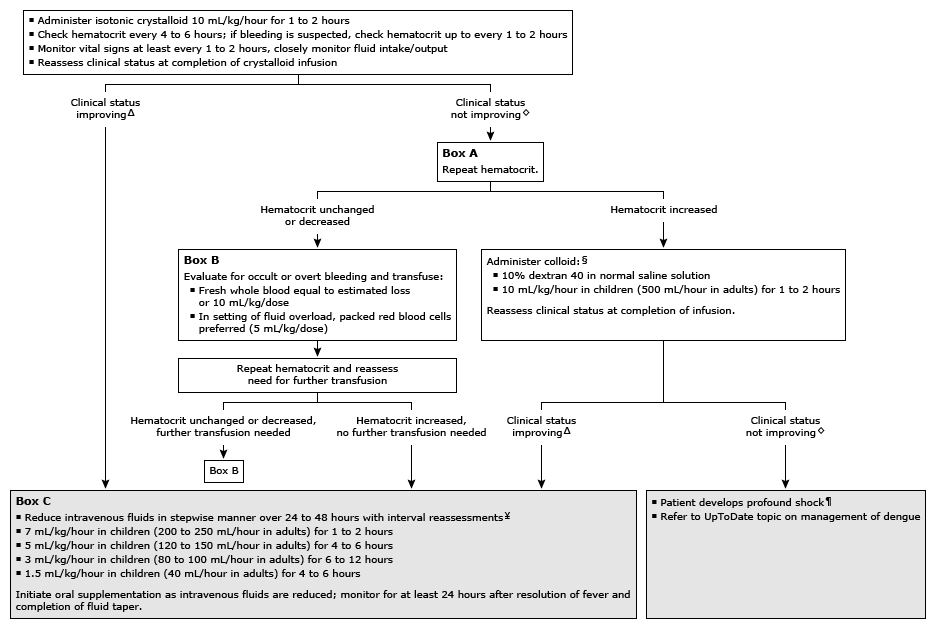 ▪ Administer isotonic crystalloid 10 mL/kg/hour for 1 to 2 hours
▪ Check hematocrit every 4 to 6 hours; if bleeding is suspected, check hematocrit up to every 1 to 2 hours
▪ Monitor vital signs at least every 1 to 2 hours, closely monitor fluid intake/output
▪ Reassess clinical status at completion of crystalloid infusion
Clinical status
improvingΔ
Clinical status
not improving◇
Box A
Repeat hematocrit.
Hematocrit unchanged
or decreased
Hematocrit increased
Box B
Evaluate for occult or overt bleeding and transfuse:
▪ Fresh whole blood equal to estimated loss
or 10 mL/kg/dose
▪ In setting of fluid overload, packed red blood cells
preferred (5 mL/kg/dose)
Administer colloid:§
▪ 10% dextran 40 in normal saline solution
▪ 10 mL/kg/hour in children (500 mL/hour in adults) for 1 to 2 hours
Reassess clinical status at completion of infusion.
Repeat hematocrit and reassess
need for further transfusion
Hematocrit unchanged or decreased,
further transfusion needed
Hematocrit increased,
no further transfusion needed
Clinical status
improvingΔ
Clinical status
not improving◇
Box B
Box C
▪ Reduce intravenous fluids in stepwise manner over 24 to 48 hours with interval reassessments¥
▪ 7 mL/kg/hour in children (200 to 250 mL/hour in adults) for 1 to 2 hours
▪ 5 mL/kg/hour in children (120 to 150 mL/hour in adults) for 4 to 6 hours
▪ 3 mL/kg/hour in children (80 to 100 mL/hour in adults) for 6 to 12 hours
▪ 1.5 mL/kg/hour in children (40 mL/hour in adults) for 4 to 6 hours
Initiate oral supplementation as intravenous fluids are reduced; monitor for at least 24 hours after resolution of fever and
completion of fluid taper.
▪ Patient develops profound shock¶
▪ Refer to UpToDate topic on management of dengue